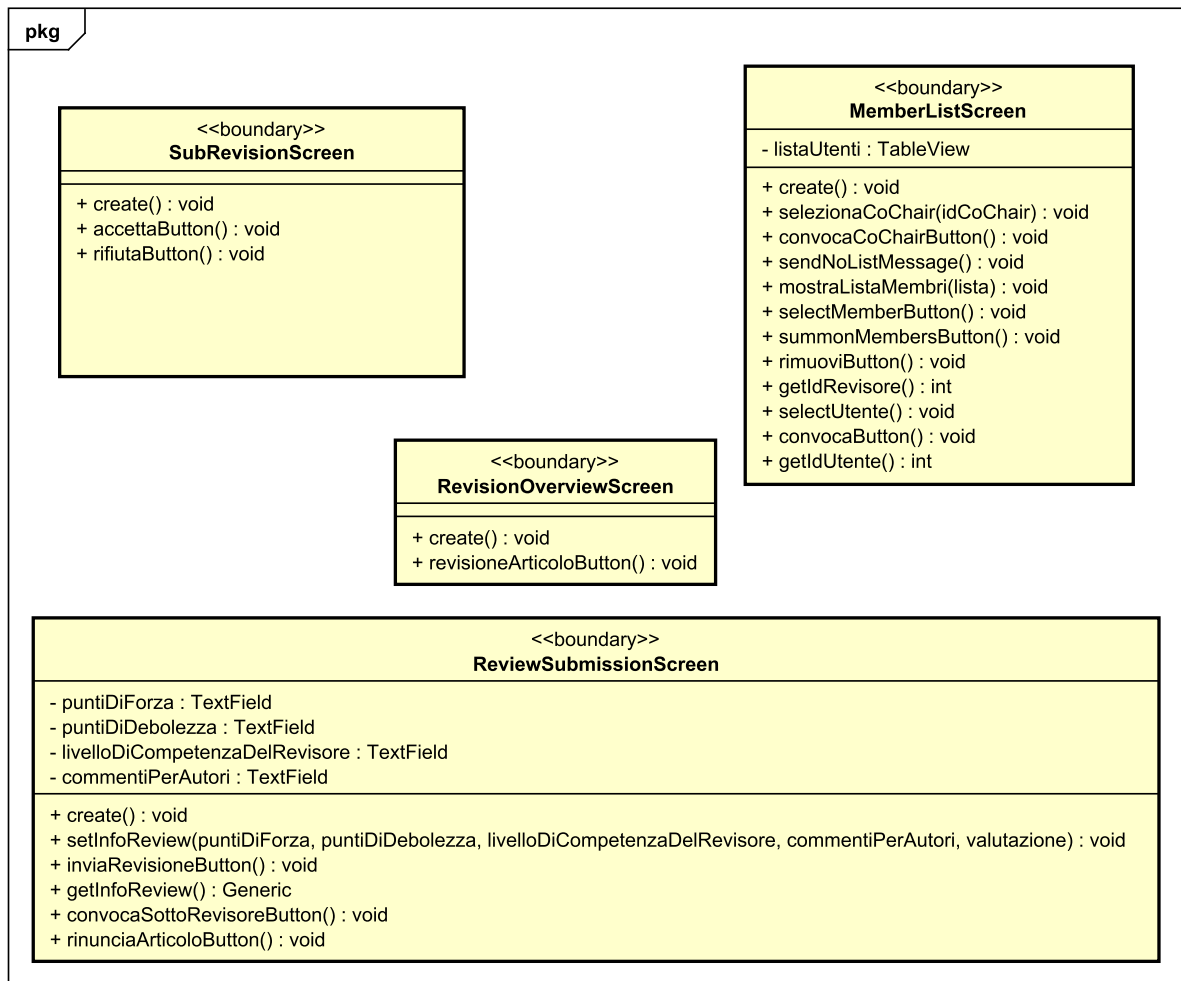 pkg
<<boundary>>
SubRevisionScreen
+ create() : void
+ accettaButton() : void
+ rifiutaButton() : void
<<boundary>>
MemberListScreen
- listaUtenti : TableView
+ create() : void
+ selezionaCoChair(idCoChair) : void
+ convocaCoChairButton() : void
+ sendNoListMessage() : void
+ mostraListaMembri(lista) : void
+ selectMemberButton() : void
+ summonMembersButton() : void
+ rimuoviButton() : void
+ getIdRevisore() : int
+ selectUtente() : void
+ convocaButton() : void
+ getIdUtente() : int
<<boundary>>
RevisionOverviewScreen
+ create() : void
+ revisioneArticoloButton() : void
<<boundary>>
ReviewSubmissionScreen
- puntiDiForza : TextField
- puntiDiDebolezza : TextField
- livelloDiCompetenzaDelRevisore : TextField
- commentiPerAutori : TextField
+ create() : void
+ setInfoReview(puntiDiForza, puntiDiDebolezza, livelloDiCompetenzaDelRevisore, commentiPerAutori, valutazione) : void
+ inviaRevisioneButton() : void
+ getInfoReview() : Generic
+ convocaSottoRevisoreButton() : void
+ rinunciaArticoloButton() : void